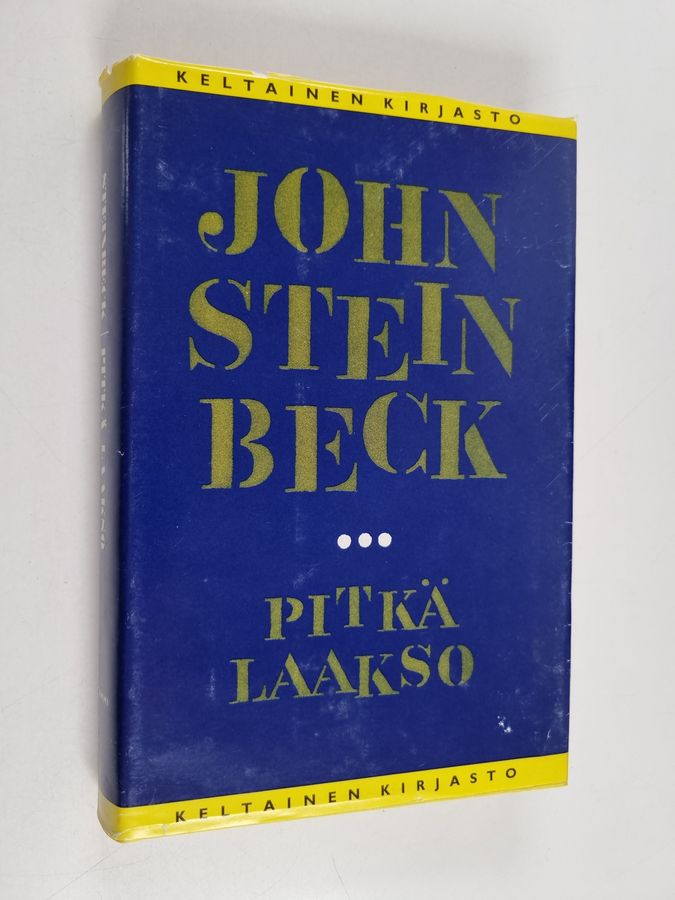 KELTAINEN KIRJASTO
JOHN
STEIN
BECK
PITKÄ
LAAKSO
KELTAINEN KIRJASTO